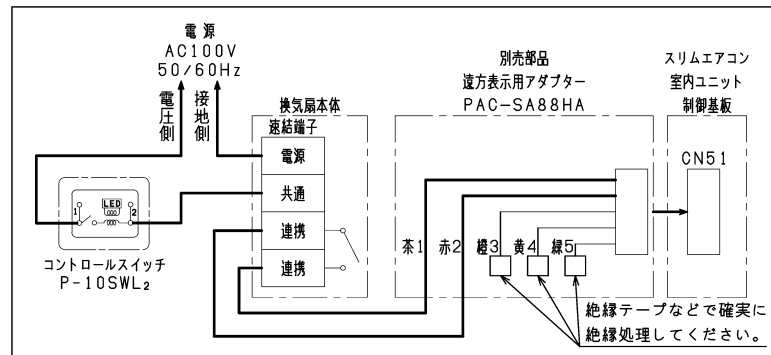 電源
AC100V
50/60Hz
電圧側
接地側
換気扇本体
速結端子
電源
共通
連携
連携
LED
1
2
コントロールスイッチ
P-10SWL₂
別売部品
遠方表示用アダプター
PAC-SA88HA
茶1 赤2 橙3 黄4 緑5
スリムエアコン
室内ユニット
制御基板
CN51
絶縁テープなどで確実に
絶縁処理してください。